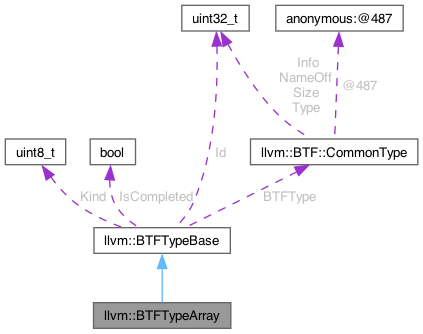 uint32_t
anonymous:@487
Info
NameOff
Size
Type
@487
uint8_t
bool
Id
llvm::BTF::CommonType
Kind
IsCompleted
BTFType
llvm::BTFTypeBase
llvm::BTFTypeArray